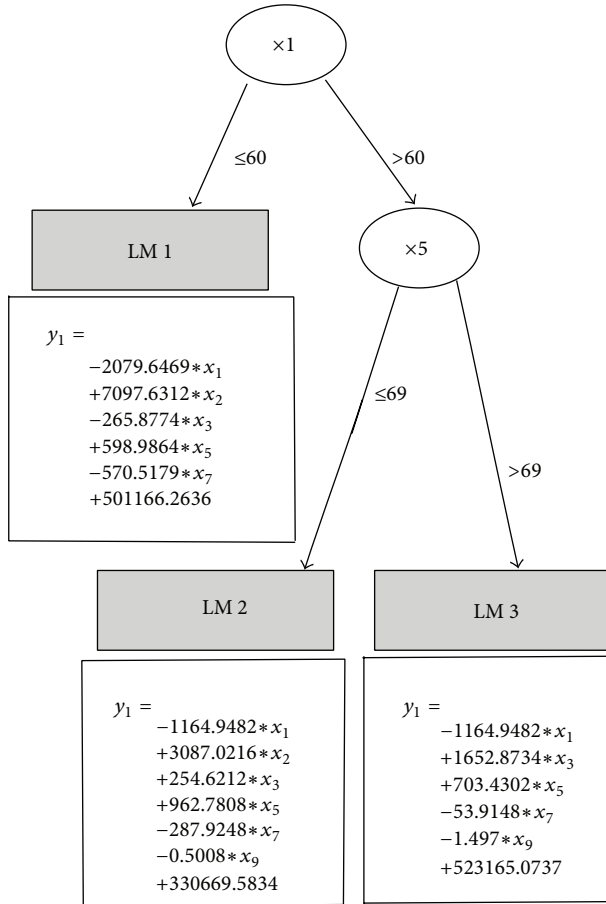 ×1
≤60
>60
LM 1
×5
y₁ =
−2079.6469∗x₁
+7097.6312∗x₂
−265.8774∗x₃
+598.9864∗x₅
−570.5179∗x₇
+501166.2636
≤69
>69
LM 2
LM 3
y₁ =
−1164.9482∗x₁
+3087.0216∗x₂
+254.6212∗x₃
+962.7808∗x₅
−287.9248∗x₇
−0.5008∗x₉
+330669.5834
y₁ =
−1164.9482∗x₁
+1652.8734∗x₃
+703.4302∗x₅
−53.9148∗x₇
−1.497∗x₉
+523165.0737